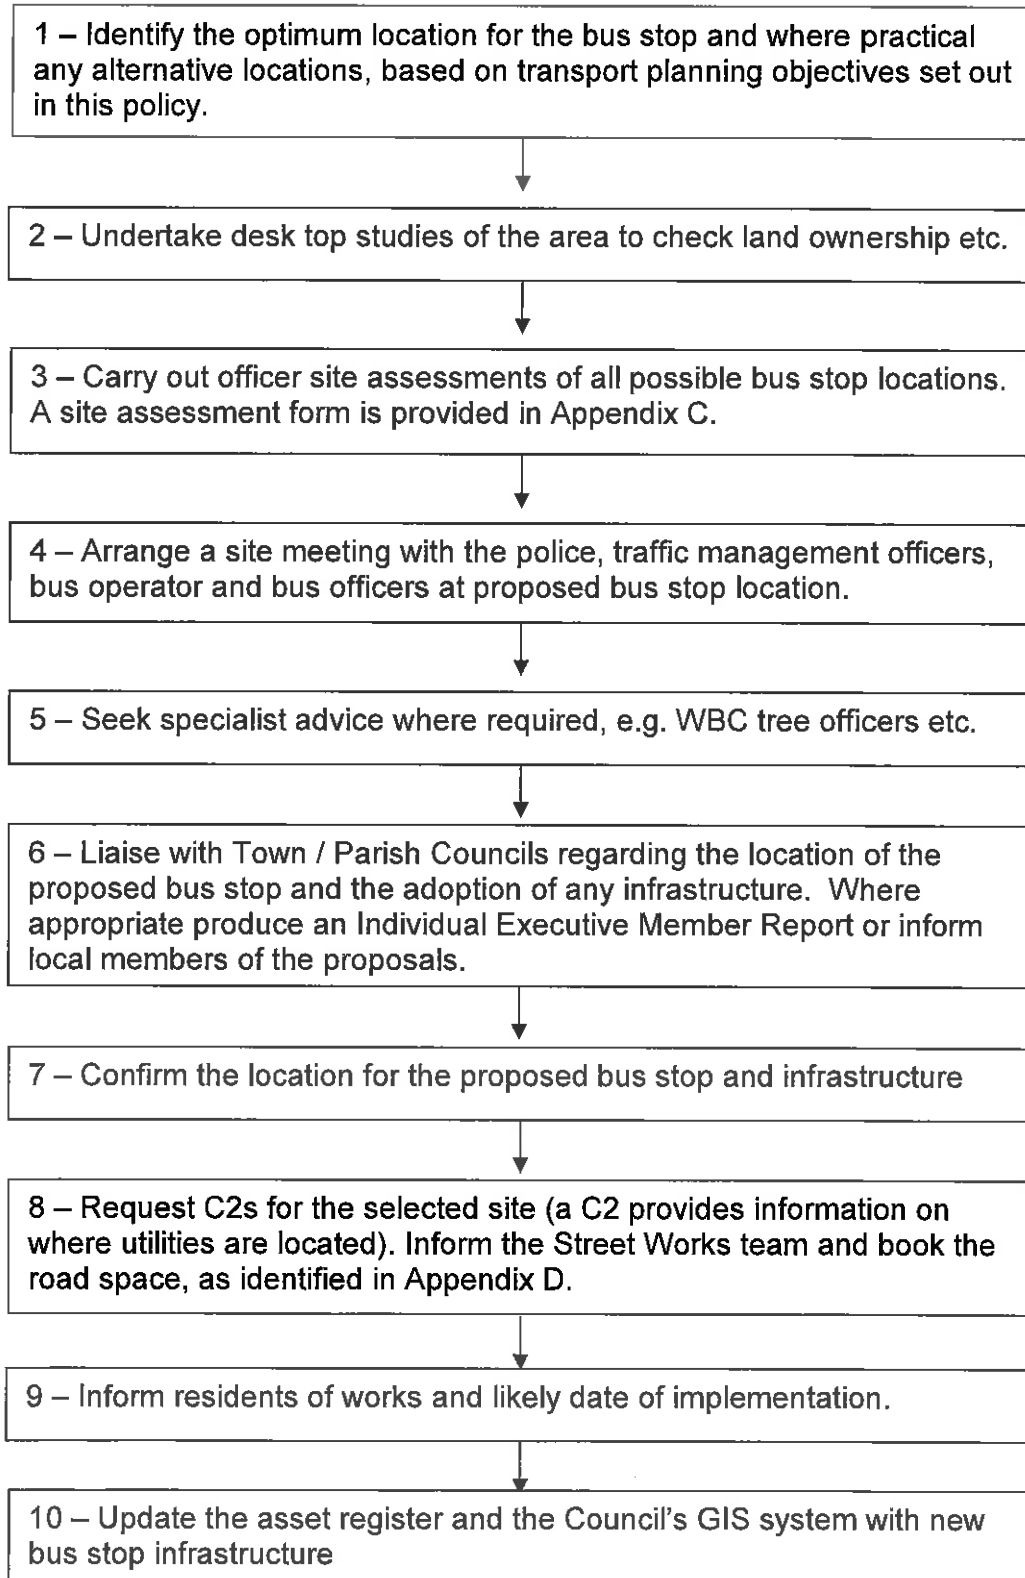 1 – Identify the optimum location for the bus stop and where practical
any alternative locations, based on transport planning objectives set out
in this policy.
2 – Undertake desk top studies of the area to check land ownership etc.
3 – Carry out officer site assessments of all possible bus stop locations.
A site assessment form is provided in Appendix C.
4 – Arrange a site meeting with the police, traffic management officers,
bus operator and bus officers at proposed bus stop location.
5 – Seek specialist advice where required, e.g. WBC tree officers etc.
6 – Liaise with Town / Parish Councils regarding the location of the
proposed bus stop and the adoption of any infrastructure.  Where
appropriate produce an Individual Executive Member Report or inform
local members of the proposals.
7 – Confirm the location for the proposed bus stop and infrastructure
8 – Request C2s for the selected site (a C2 provides information on
where utilities are located). Inform the Street Works team and book the
road space, as identified in Appendix D.
9 – Inform residents of works and likely date of implementation.
10 – Update the asset register and the Council's GIS system with new
bus stop infrastructure